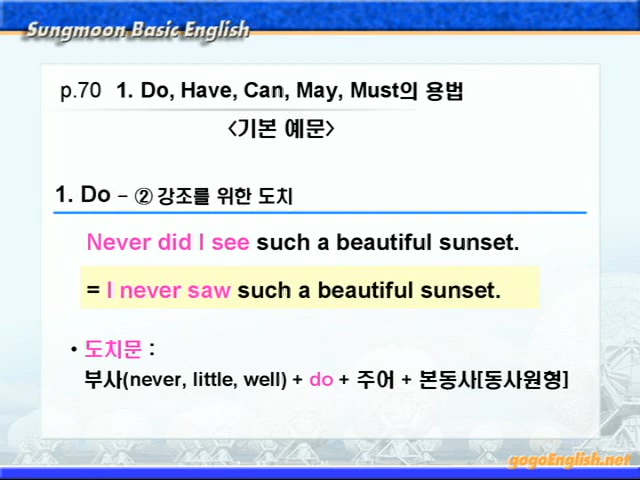 Sungmoon Basic English
p.70 1. Do, Have, Can, May, Must의 용법
<기본 예문>
1. Do - ② 강조를 위한 도치
Never did I see such a beautiful sunset.
= I never saw such a beautiful sunset.
• 도치문 :
부사(never, little, well) + do + 주어 + 본동사[동사원형]
gogoEnglish.net